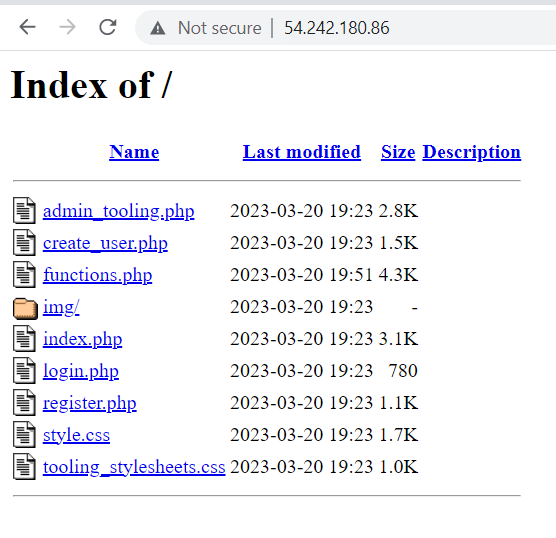 Not secure | 54.242.180.86
Index of /
Name Last modified Size Description
admin_tooling.php 2023-03-20 19:23 2.8K
create_user.php 2023-03-20 19:23 1.5K
functions.php 2023-03-20 19:51 4.3K
img/ 2023-03-20 19:23 -
index.php 2023-03-20 19:23 3.1K
login.php 2023-03-20 19:23 780
register.php 2023-03-20 19:23 1.1K
style.css 2023-03-20 19:23 1.7K
tooling_stylesheets.css 2023-03-20 19:23 1.0K